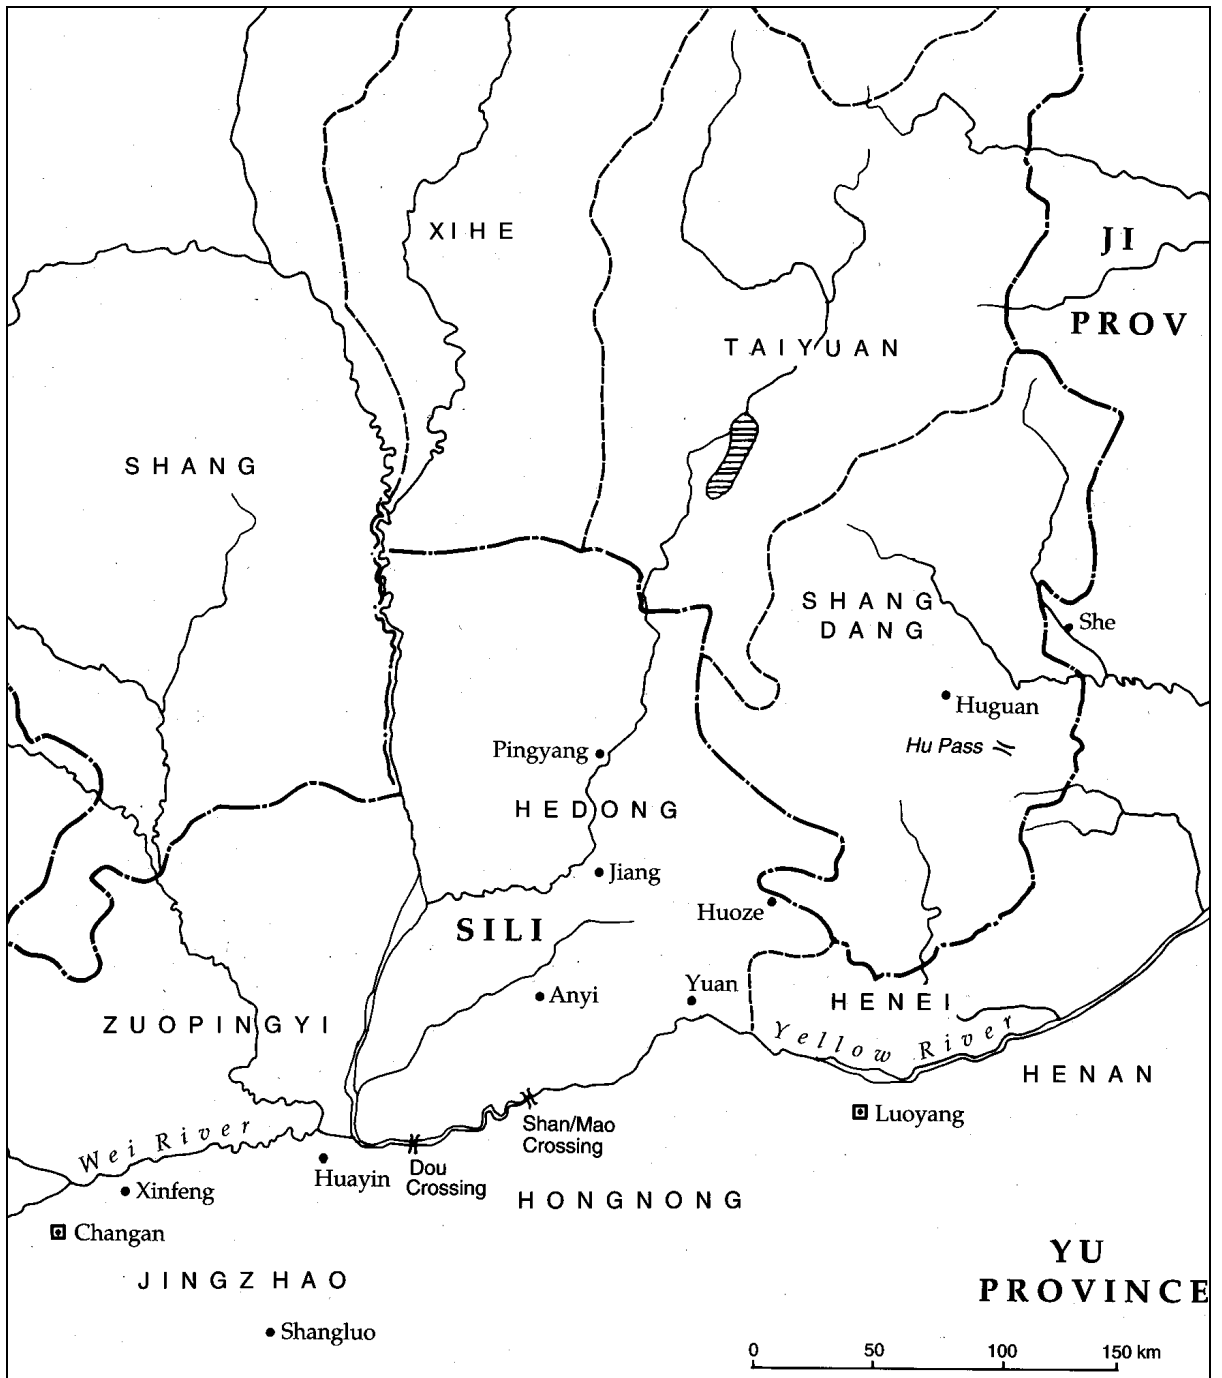 XIHE
JI
PROV
TAIYUAN
SHANG
SHANG
DANG
She
Huguan
Hu Pass
Pingyang
HEDONG
Jiang
Huoze
SILI
Yuan
Anyi
HENEI
ZUOPINGYI
Yellow River
HENAN
Luoyang
Shan/Mao
Crossing
Wei River
Dou
Crossing
Huayin
Xinfeng
HONGNONG
Changan
YU
PROVINCE
JINGZHAO
Shangluo
0 50 100 150 km